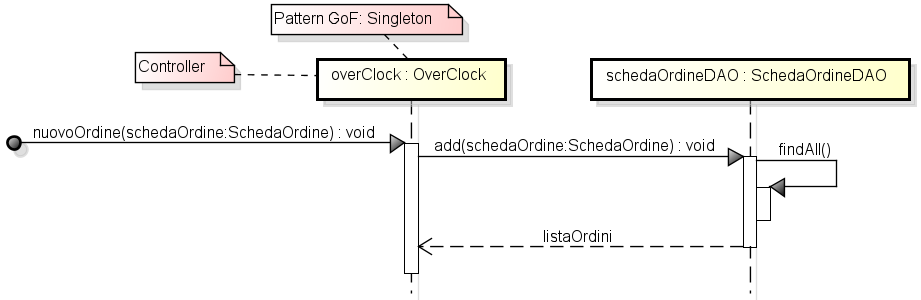 Pattern GoF: Singleton
Controller
overClock : OverClock
schedaOrdineDAO : SchedaOrdineDAO
nuovoOrdine(schedaOrdine:SchedaOrdine) : void
add(schedaOrdine:SchedaOrdine) : void
findAll()
listaOrdini